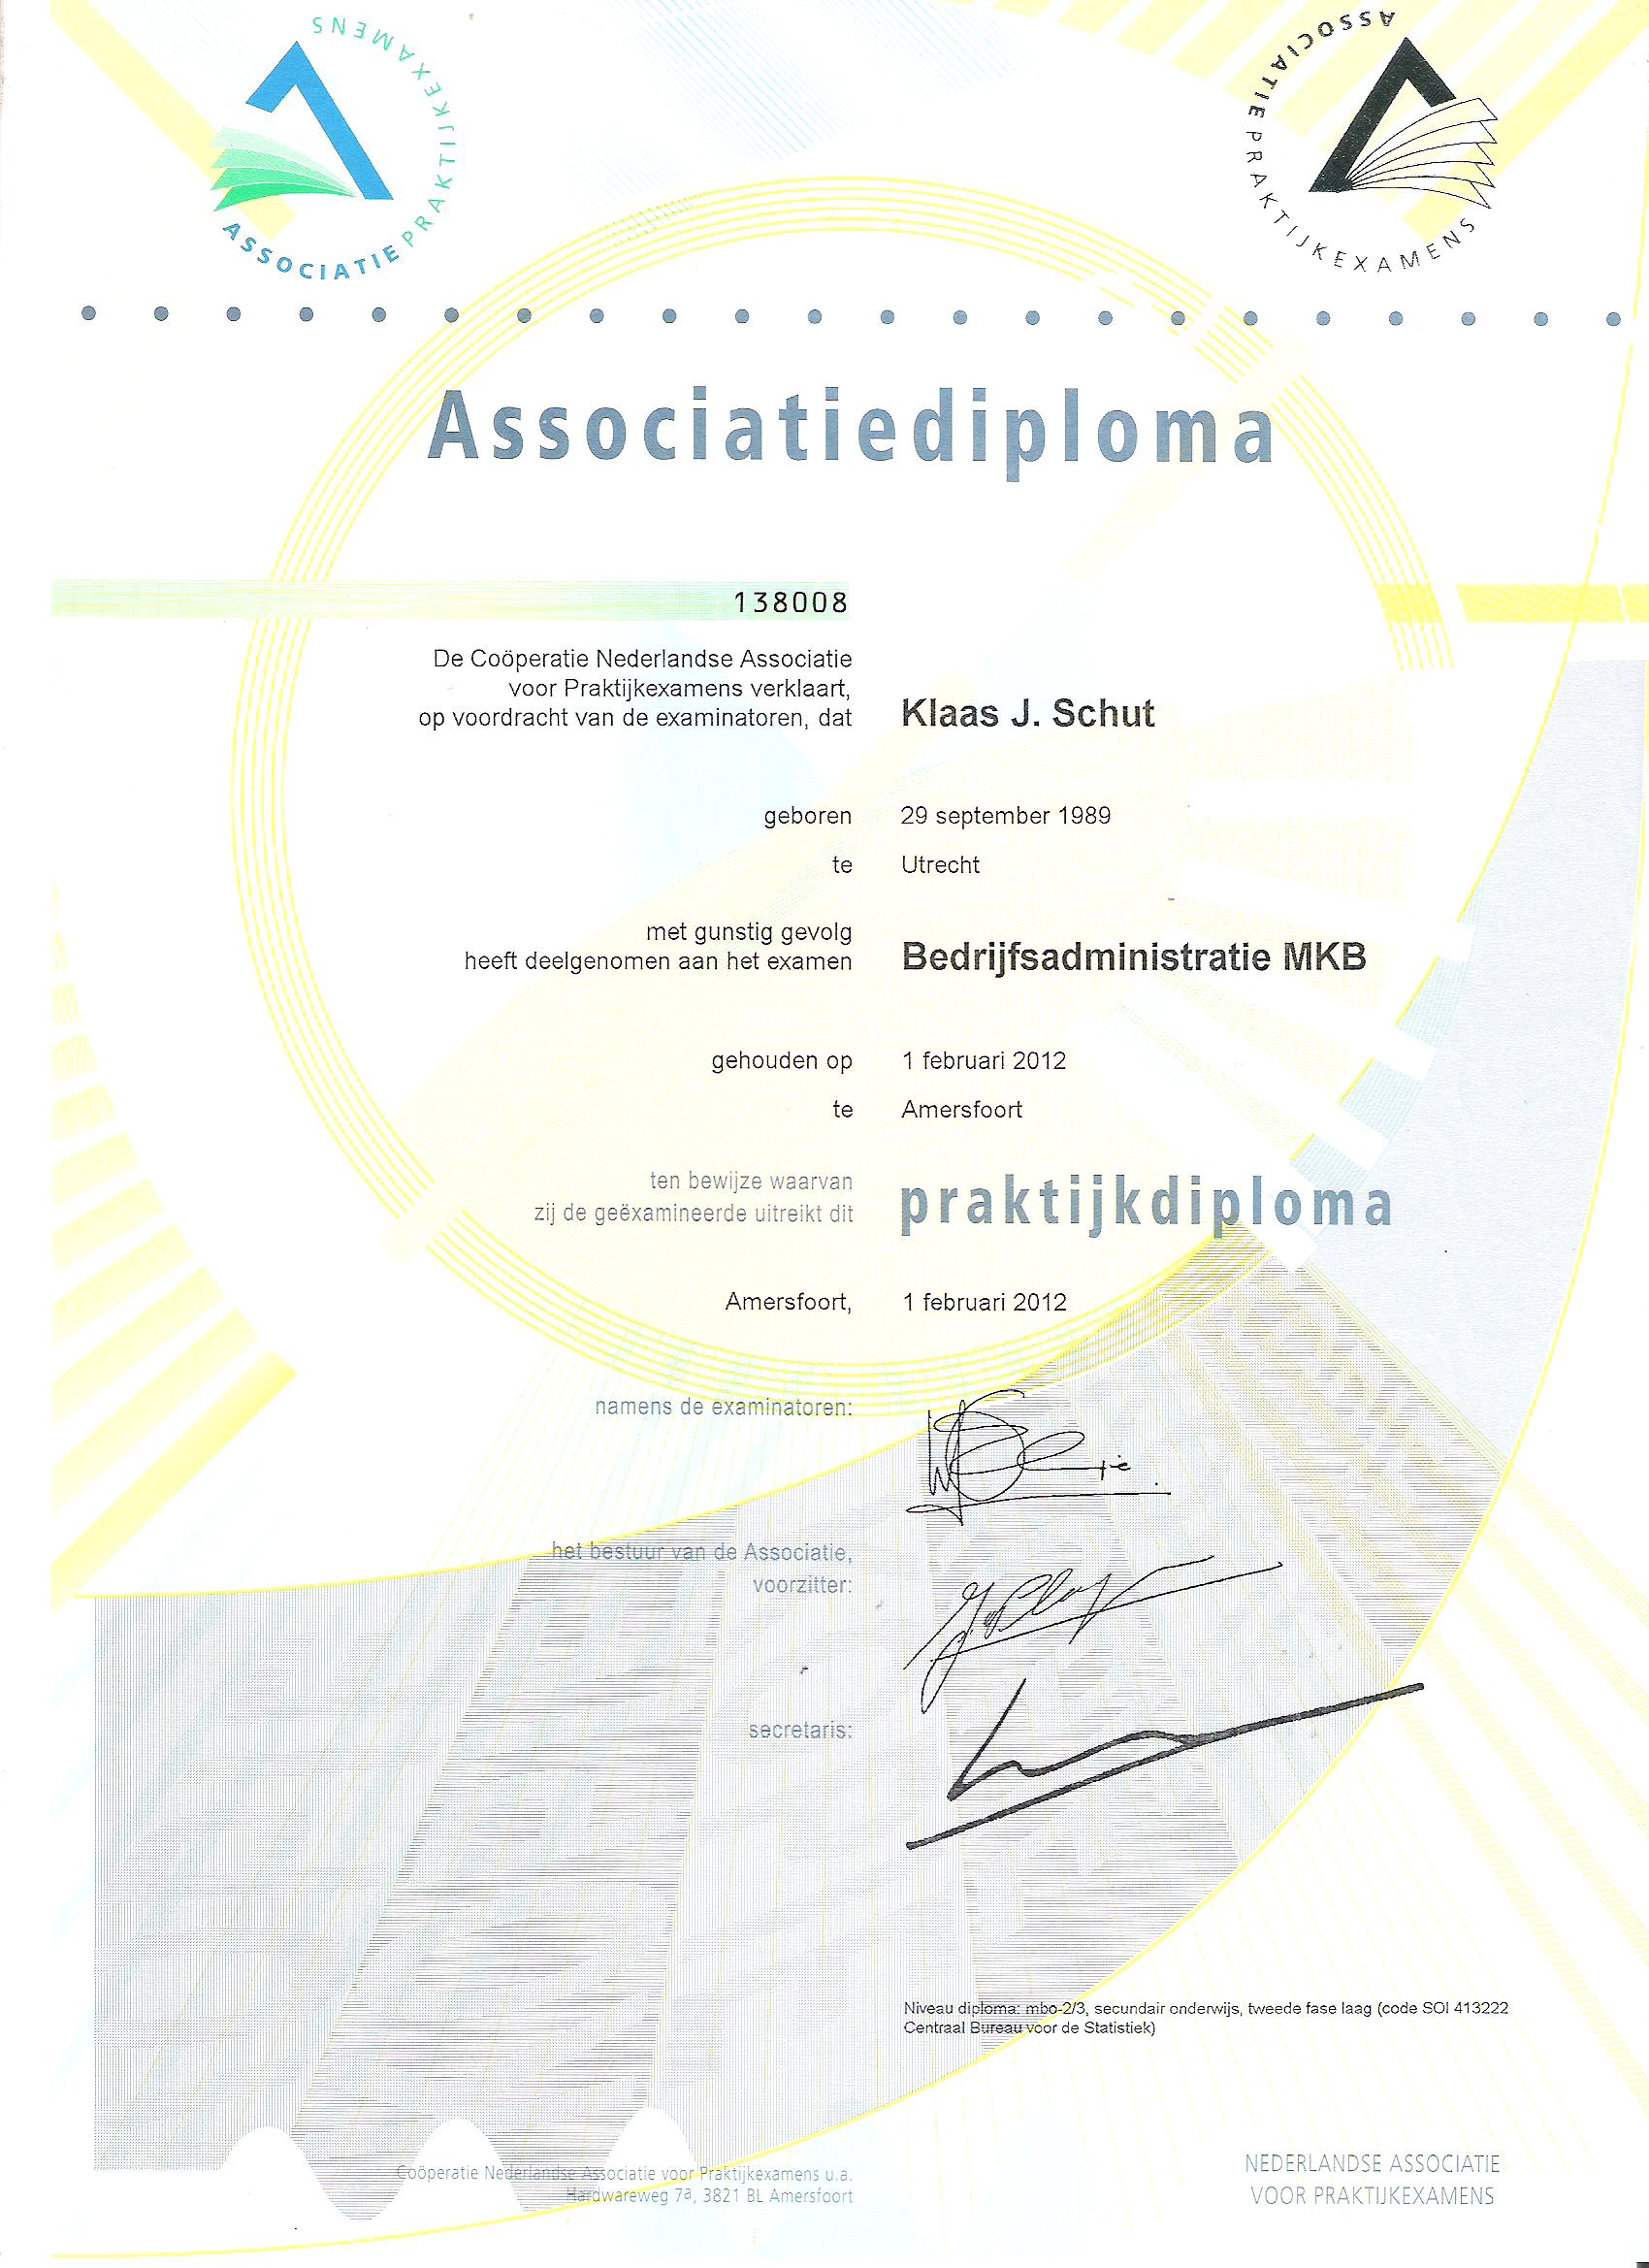 ASSOCIATIEPRAKTIJKEXAMENS
ASSOCIATIEPRAKTIJKEXAMENS
Associatiediploma
138008
De Coöperatie Nederlandse Associatie
voor Praktijkexamens verklaart,
op voordracht van de examinatoren, dat Klaas J. Schut
geboren 29 september 1989
te Utrecht
met gunstig gevolg
heeft deelgenomen aan het examen Bedrijfsadministratie MKB
gehouden op 1 februari 2012
te Amersfoort
ten bewijze waarvan
zij de geëxamineerde uitreikt dit praktijkdiploma
Amersfoort, 1 februari 2012
namens de examinatoren:
het bestuur van de Associatie,
voorzitter:
secretaris:
Niveau diploma: mbo-2/3, secundair onderwijs, tweede fase laag (code SOI 413222
Centraal Bureau voor de Statistiek)
Coöperatie Nederlandse Associatie voor Praktijkexamens u.a.
Hardwareweg 7a, 3821 BL Amersfoort
NEDERLANDSE ASSOCIATIE
VOOR PRAKTIJKEXAMENS